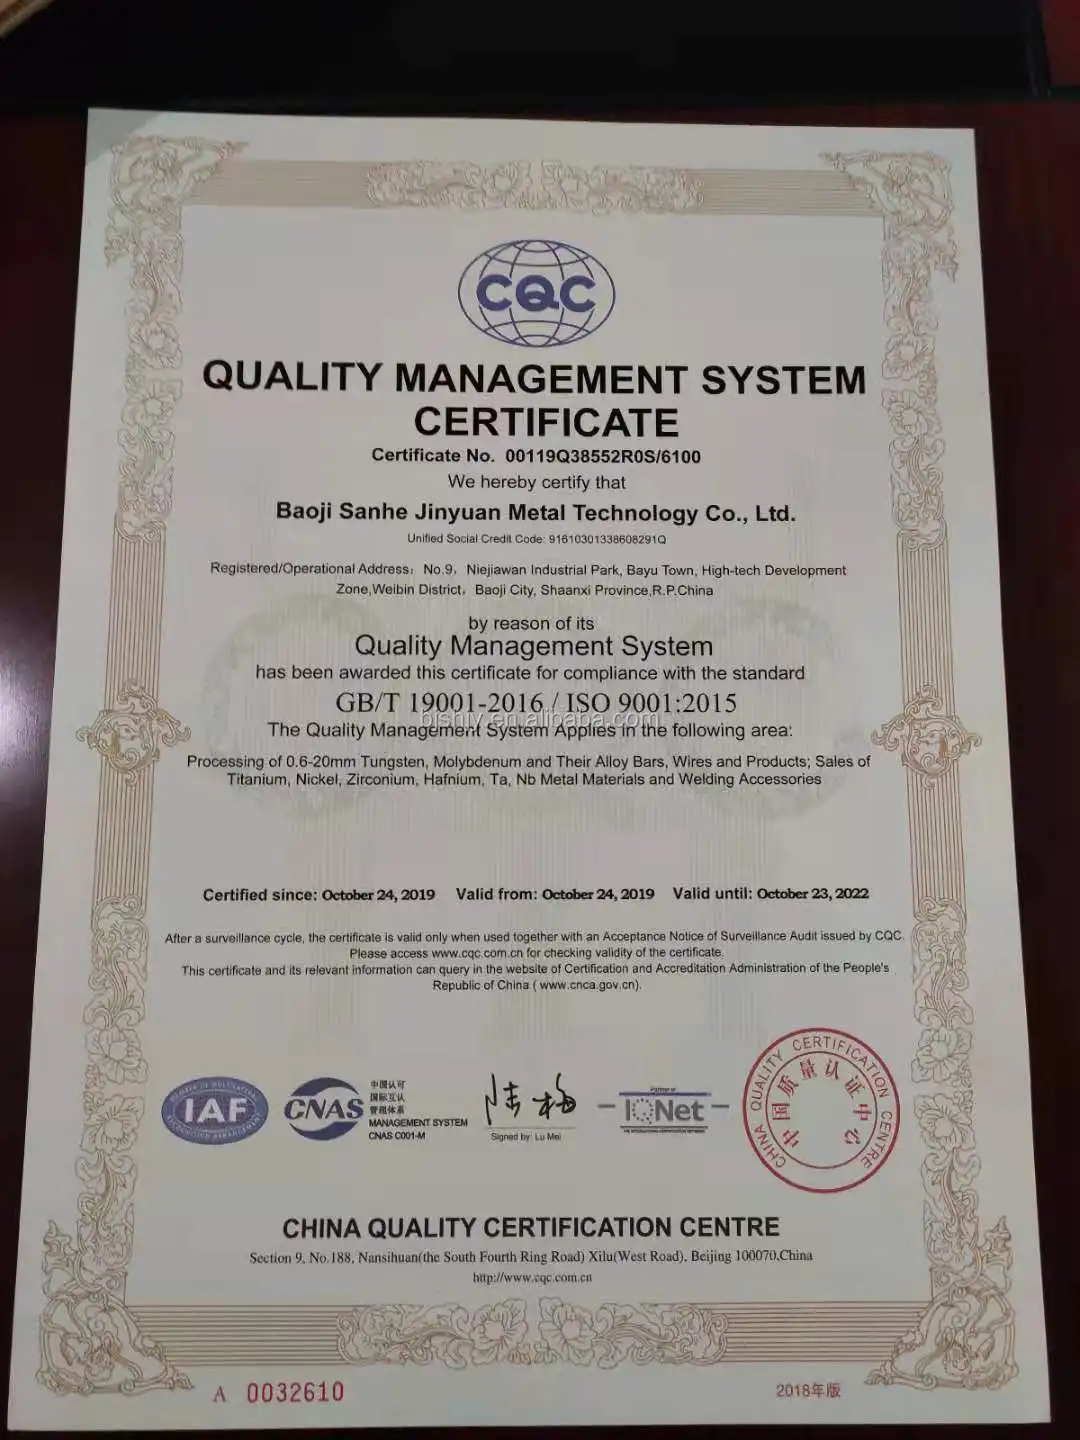 CQC
QUALITY MANAGEMENT SYSTEM
CERTIFICATE
Certificate No. 00119Q38552R0S/6100
We hereby certify that
Baoji Sanhe Jinyuan Metal Technology Co., Ltd.
Unified Social Credit Code: 91610301338608291Q
Registered/Operational Address：No.9，Niejiawan Industrial Park, Bayu Town, High-tech Development
Zone,Weibin District，Baoji City, Shaanxi Province,R.P.China
by reason of its
Quality Management System
has been awarded this certificate for compliance with the standard
GB/T 19001-2016 / ISO 9001:2015
bjshly.en.alibaba.com
The Quality Management System Applies in the following area:
Processing of 0.6-20mm Tungsten, Molybdenum and Their Alloy Bars, Wires and Products; Sales of
Titanium, Nickel, Zirconium, Hafnium, Ta, Nb Metal Materials and Welding Accessories
Certified since: October 24, 2019 Valid from: October 24, 2019 Valid until: October 23, 2022
After a surveillance cycle, the certificate is valid only when used together with an Acceptance Notice of Surveillance Audit issued by CQC.
Please access www.cqc.com.cn for checking validity of the certificate.
This certificate and its relevant information can query in the website of Certification and Accreditation Administration of the People's
Republic of China ( www.cnca.gov.cn).
IAF
CNAS
中国认可
国际互认
管理体系
MANAGEMENT SYSTEM
CNAS C001-M
陆梅
Signed by: Lu Mei
Partner of
IQNet
CHINA QUALITY CERTIFICATION CENTRE
中国质量认证中心
CHINA QUALITY CERTIFICATION CENTRE
Section 9, No.188, Nansihuan(the South Fourth Ring Road) Xilu(West Road), Beijing 100070,China
http://www.cqc.com.cn
A 0032610
2018年版